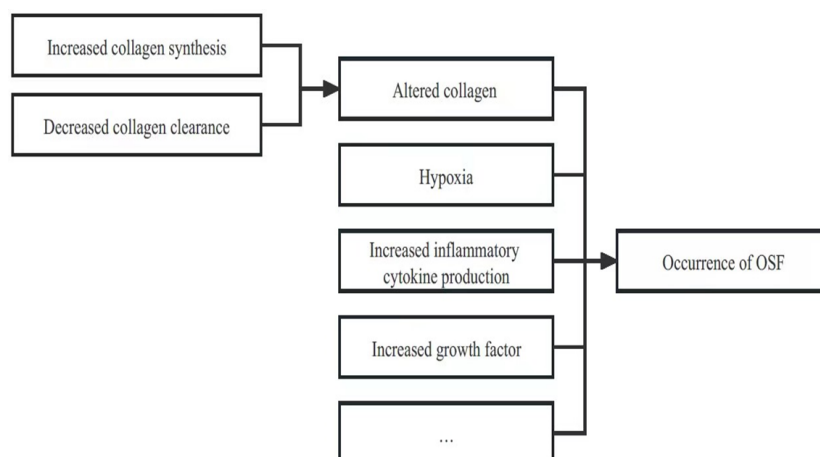 Increased collagen synthesis
Decreased collagen clearance
Altered collagen
Hypoxia
Increased inflammatory
cytokine production
Increased growth factor
…
Occurrence of OSF